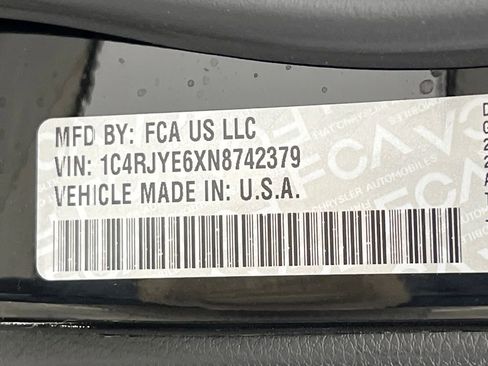 MFD BY: FCA US LLC
VIN: 1C4RJYE6XN8742379
VEHICLE MADE IN: U.S.A.